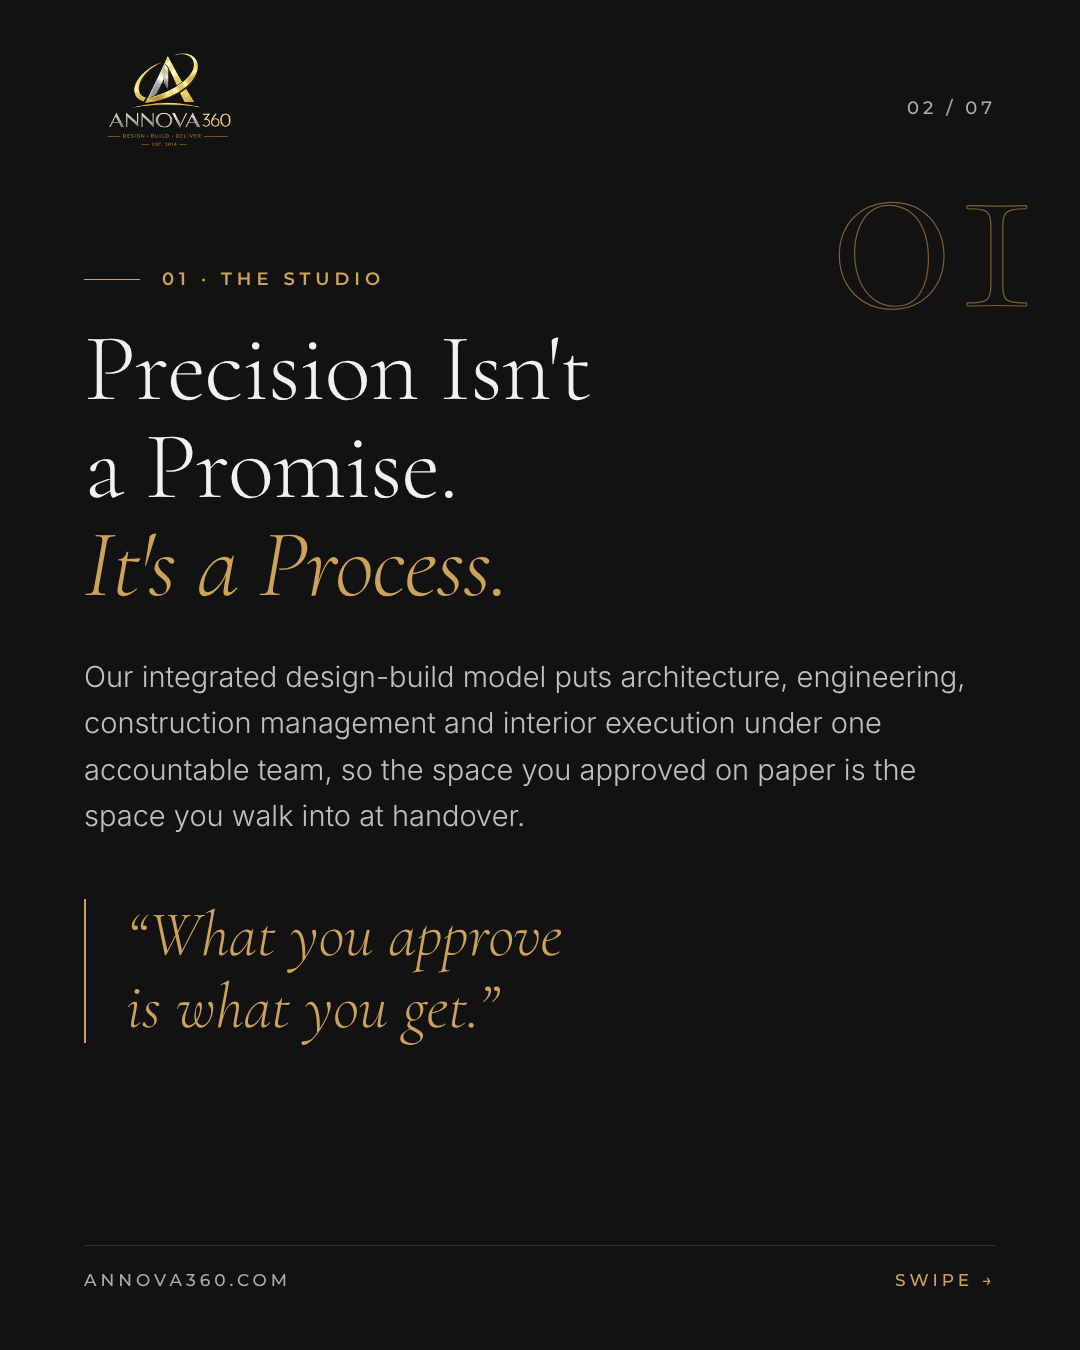 ANNOVA360
DESIGN • BUILD • DELIVER
EST. 2014
02 / 07
01
01 · THE STUDIO
Precision Isn't
a Promise.
It's a Process.
Our integrated design-build model puts architecture, engineering,
construction management and interior execution under one
accountable team, so the space you approved on paper is the
space you walk into at handover.
“What you approve
is what you get.”
ANNOVA360.COM
SWIPE →